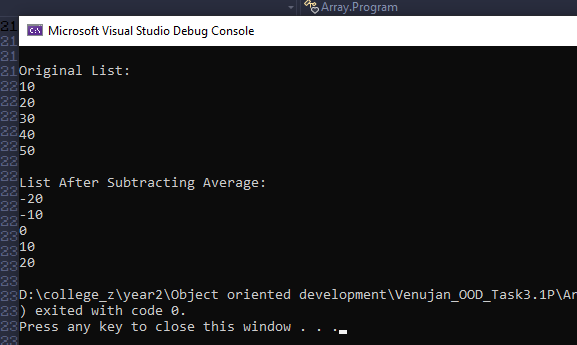 Array.Program
Microsoft Visual Studio Debug Console
Original List:
10
20
30
40
50
List After Subtracting Average:
-20
-10
0
10
20
D:\college_z\year2\Object oriented development\Venujan_OOD_Task3.1P\Ar
) exited with code 0.
Press any key to close this window . . .